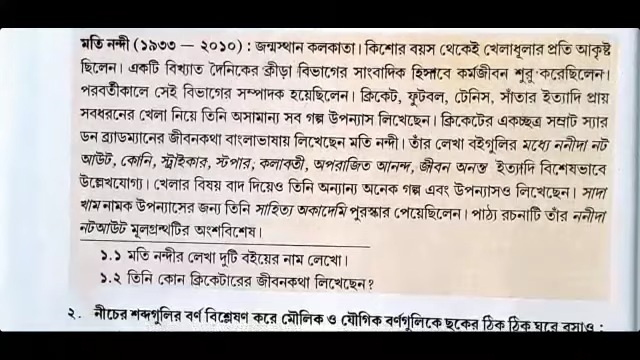 মতি নন্দী (১৯৩৩ — ২০১০) : জন্মস্থান কলকাতা। কিশোর বয়স থেকেই খেলাধুলার প্রতি আকৃষ্ট
ছিলেন। একটি বিখ্যাত দৈনিকের ক্রীড়া বিভাগের সাংবাদিক হিসাবে কর্মজীবন শুরু করেছিলেন।
পরবর্তীকালে সেই বিভাগের সম্পাদক হয়েছিলেন। ক্রিকেট, ফুটবল, টেনিস, সাঁতার ইত্যাদি প্রায়
সবধরনের খেলা নিয়ে তিনি অসামান্য সব গল্প উপন্যাস লিখেছেন। ক্রিকেটের একচ্ছত্র সম্রাট স্যার
ডন ব্র্যাডম্যানের জীবনকথা বাংলাভাষায় লিখেছেন মতি নন্দী। তাঁর লেখা বইগুলির মধ্যে ননীদা নট
আউট, কোনি, স্ট্রাইকার, স্টপার, কলাবতী, অপরাজিত আনন্দ, জীবন অনন্ত ইত্যাদি বিশেষভাবে
উল্লেখযোগ্য। খেলার বিষয় বাদ দিয়েও তিনি অন্যান্য অনেক গল্প এবং উপন্যাসও লিখেছেন। সাদা
খাম নামক উপন্যাসের জন্য তিনি সাহিত্য অকাদেমি পুরস্কার পেয়েছিলেন। পাঠ্য রচনাটি তাঁর ননীদা
নটআউট মূলগ্রন্থটির অংশবিশেষ।
১.১ মতি নন্দীর লেখা দুটি বইয়ের নাম লেখো।
১.২ তিনি কোন ক্রিকেটারের জীবনকথা লিখেছেন?
২. নীচের শব্দগুলির বর্ণ বিশ্লেষণ করে মৌলিক ও যৌগিক বর্ণগুলিকে ছকের ঠিক ঠিক ঘরে বসাও :